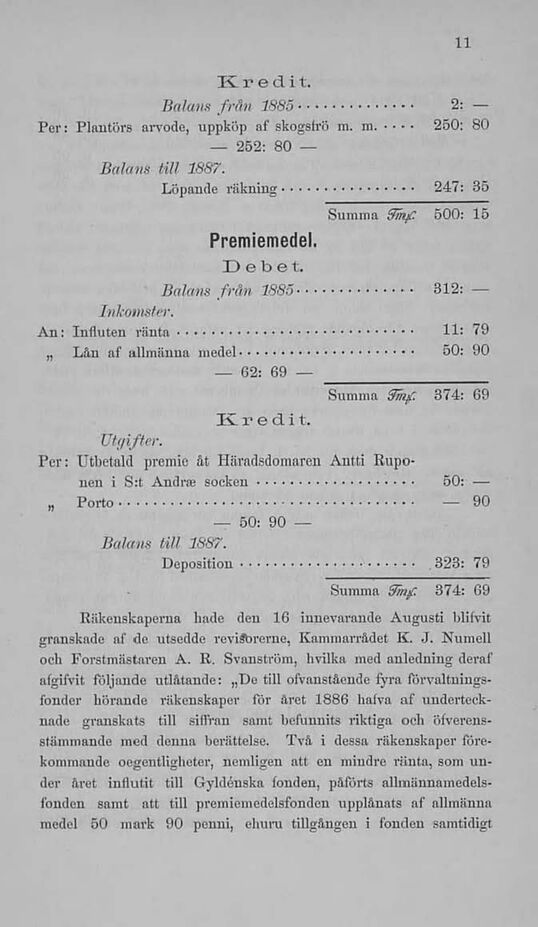 11
Kredit.
Balans från 1885 . . . . . . . . . . . . . . 2: —
Per: Plantörs arvode, uppköp af skogsfrö m. m. . . . . 250: 80
— 252: 80 —
Balans till 1887.
Löpande räkning . . . . . . . . . . . . . . . . 247: 35
Summa Fmk. 500: 15
Premiemedel.
Debet.
Balans från 1885 . . . . . . . . . . . . . . 312: —
Inkomster.
An: Influten ränta . . . . . . . . . . . . . . . . . . . . . . . . . . . 11: 79
„ Lån af allmänna medel . . . . . . . . . . . . . . . . . . . . . 50: 90
— 62: 69 —
Summa Fmk. 374: 69
Kredit.
Utgifter.
Per: Utbetald premie åt Häradsdomaren Antti Rupo-
nen i S:t Andræ socken . . . . . . . . . . . . . . . . 50: —
„ Porto . . . . . . . . . . . . . . . . . . . . . . . . . . . . . . . — 90
— 50: 90 —
Balans till 1887.
Deposition . . . . . . . . . . . . . . . . . . . . . 323: 79
Summa Fmk. 374: 69
Räkenskaperna hade den 16 innevarande Augusti blifvit
granskade af de utsedde revisorerne, Kammarrådet K. J. Numell
och Forstmästaren A. R. Svanström, hvilka med anledning deraf
afgifvit följande utlåtande: „De till ofvanstående fyra förvaltnings-
fonder hörande räkenskaper för året 1886 hafva af underteck-
nade granskats till siffran samt befunnits riktiga och öfverens-
stämmande med denna berättelse. Två i dessa räkenskaper före-
kommande oegentligheter, nemligen att en mindre ränta, som un-
der året influtit till Gyldénska fonden, påförts allmännamedels-
fonden samt att till premiemedelsfonden upplånats af allmänna
medel 50 mark 90 penni, ehuru tillgången i fonden samtidigt